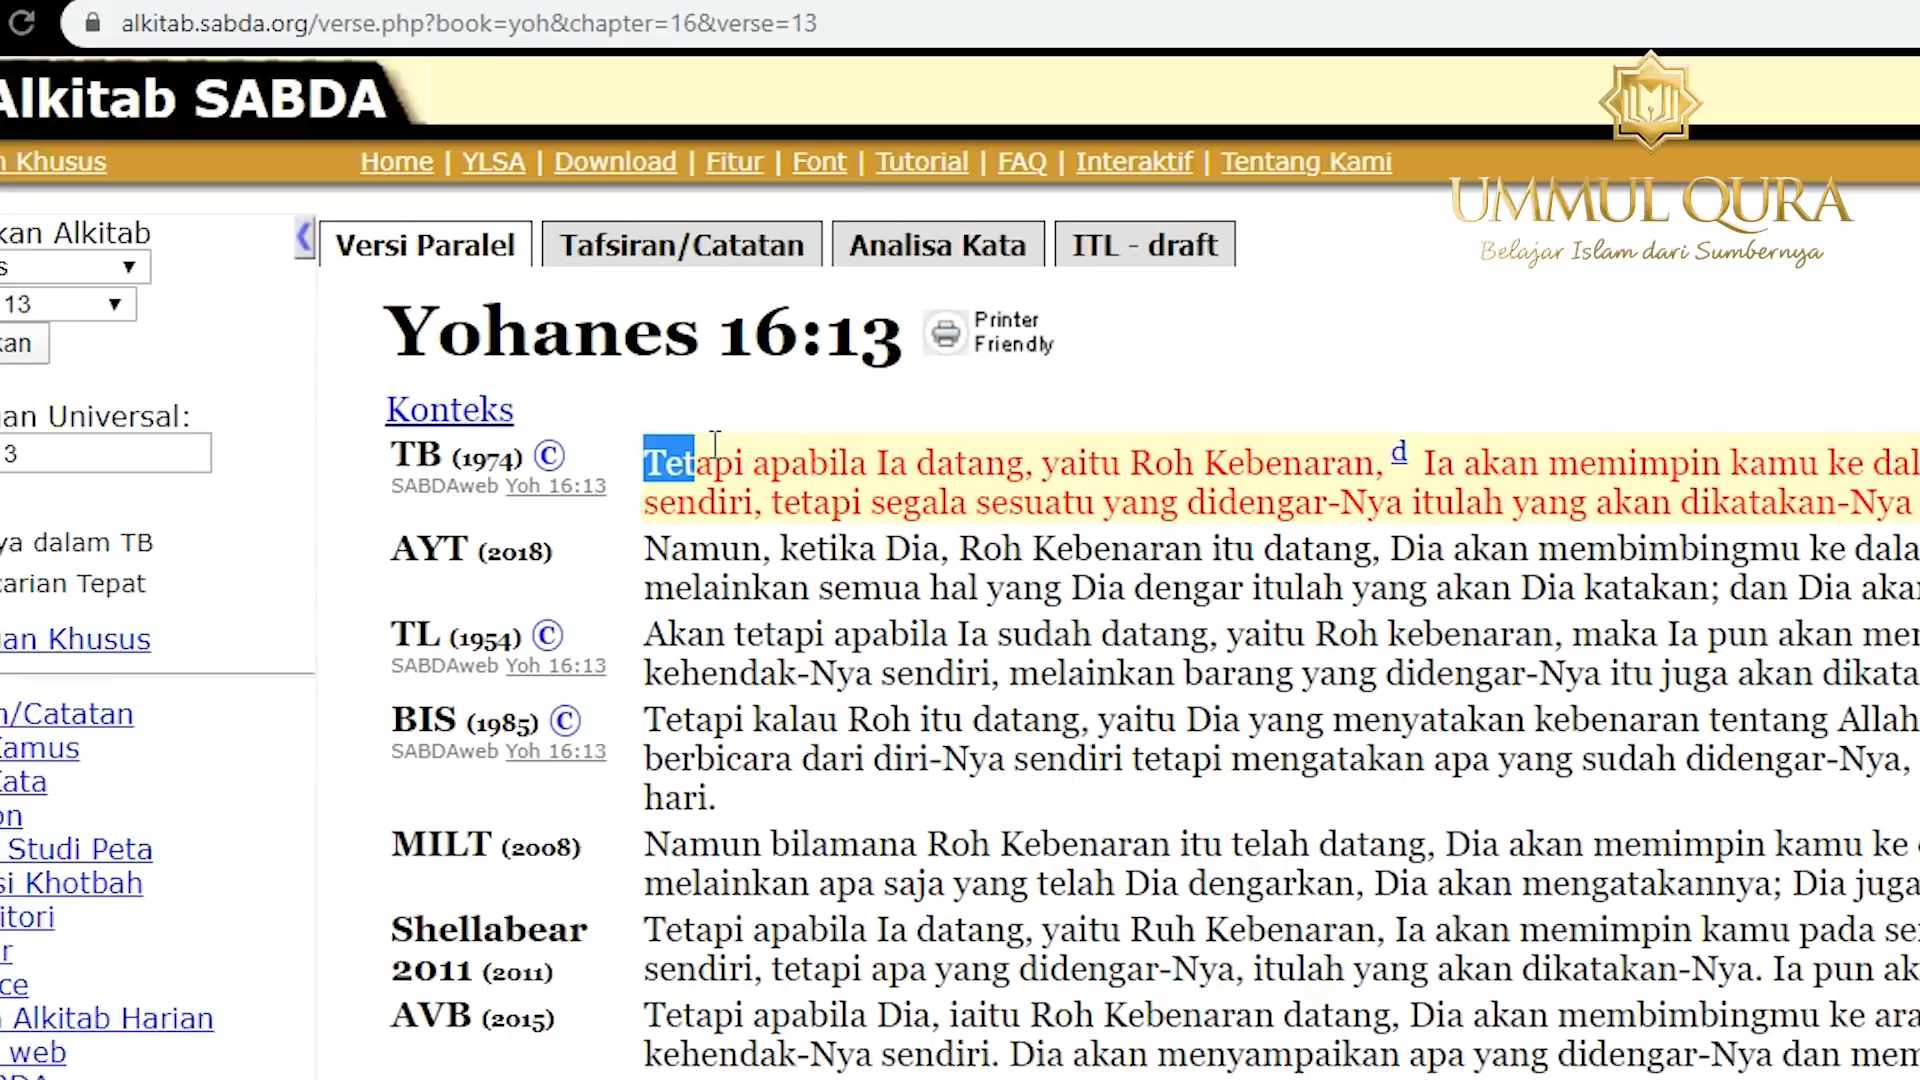 alkitab.sabda.org/verse.php?book=yoh&chapter=16&verse=13
Alkitab SABDA
Khusus
Home | YLSA | Download | Fitur | Font | Tutorial | FAQ | Interaktif | Tentang Kami
UMMUL QURA
Belajar Islam dari Sumbernya
kan Alkitab
s
13
kan
an Universal:
3
ya dalam TB
carian Tepat
an Khusus
n/Catatan
Kamus
Kata
on
Studi Peta
si Khotbah
itori
r
ce
Alkitab Harian
web
Versi Paralel
Tafsiran/Catatan
Analisa Kata
ITL - draft
Yohanes 16:13
Printer
Friendly
Konteks
TB (1974) ©
SABDAweb Yoh 16:13
Tetapi apabila Ia datang, yaitu Roh Kebenaran, d Ia akan memimpin kamu ke dal
sendiri, tetapi segala sesuatu yang didengar-Nya itulah yang akan dikatakan-Nya
AYT (2018)
Namun, ketika Dia, Roh Kebenaran itu datang, Dia akan membimbingmu ke dala
melainkan semua hal yang Dia dengar itulah yang akan Dia katakan; dan Dia aka
TL (1954) ©
SABDAweb Yoh 16:13
Akan tetapi apabila Ia sudah datang, yaitu Roh kebenaran, maka Ia pun akan me
kehendak-Nya sendiri, melainkan barang yang didengar-Nya itu juga akan dikata
BIS (1985) ©
SABDAweb Yoh 16:13
Tetapi kalau Roh itu datang, yaitu Dia yang menyatakan kebenaran tentang Allah
berbicara dari diri-Nya sendiri tetapi mengatakan apa yang sudah didengar-Nya,
hari.
MILT (2008)
Namun bilamana Roh Kebenaran itu telah datang, Dia akan memimpin kamu ke
melainkan apa saja yang telah Dia dengarkan, Dia akan mengatakannya; Dia juga
Shellabear
2011 (2011)
Tetapi apabila Ia datang, yaitu Ruh Kebenaran, Ia akan memimpin kamu pada se
sendiri, tetapi apa yang didengar-Nya, itulah yang akan dikatakan-Nya. Ia pun ak
AVB (2015)
Tetapi apabila Dia, iaitu Roh Kebenaran datang, Dia akan membimbingmu ke ara
kehendak-Nya sendiri. Dia akan menyampaikan apa yang didengar-Nya dan mem